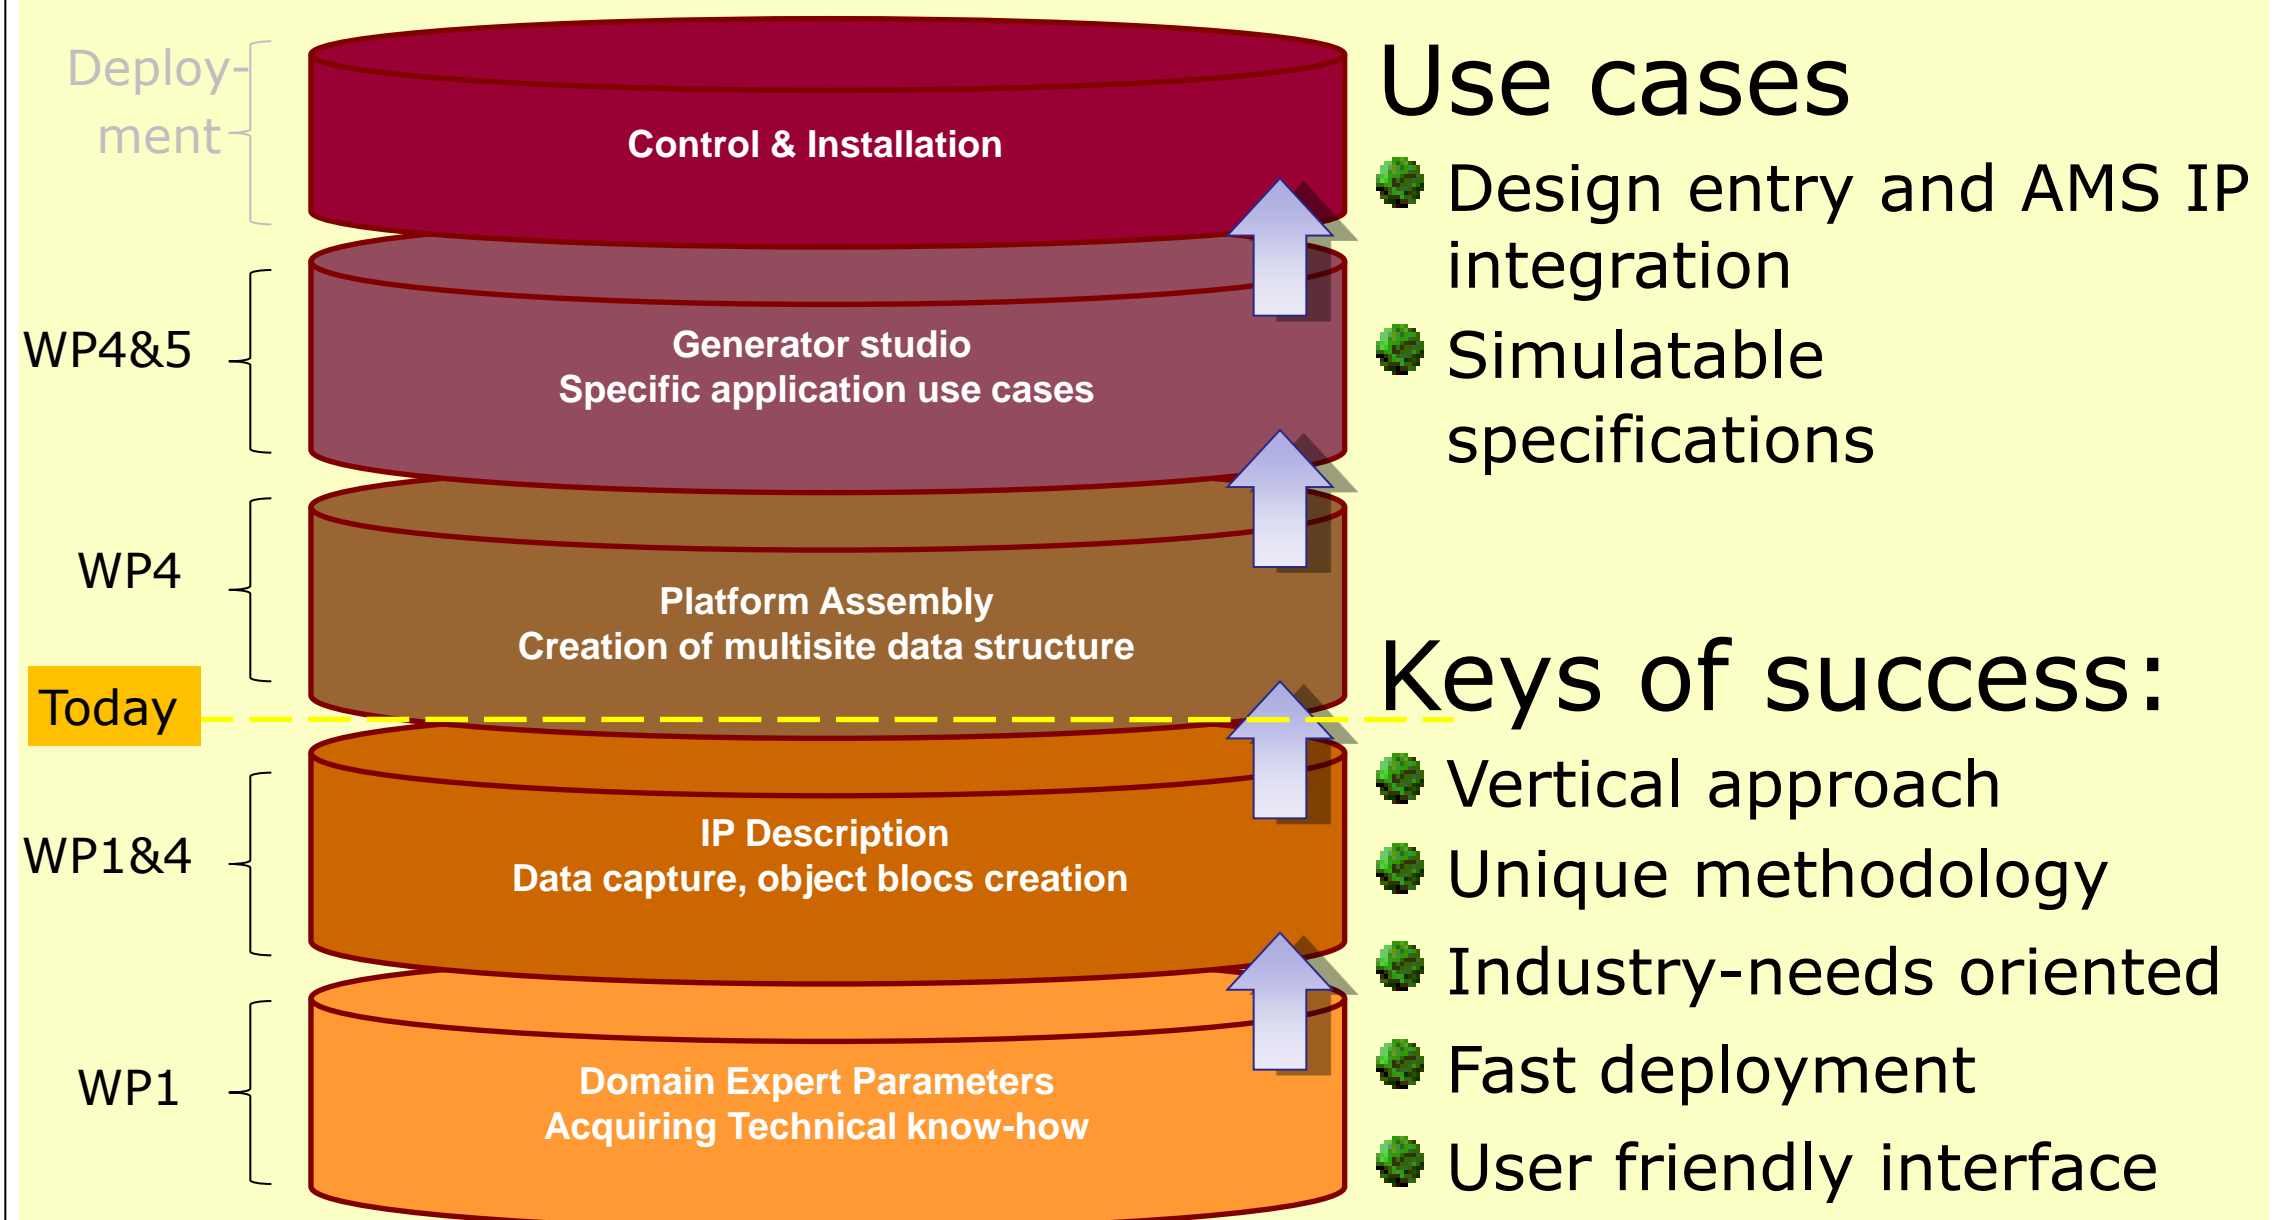 Deploy-
ment
Control & Installation
WP4&5
Generator studio
Specific application use cases
WP4
Platform Assembly
Creation of multisite data structure
Today
WP1&4
IP Description
Data capture, object blocs creation
WP1
Domain Expert Parameters
Acquiring Technical know-how
Use cases
Design entry and AMS IP
integration
Simulatable
specifications
Keys of success:
Vertical approach
Unique methodology
Industry-needs oriented
Fast deployment
User friendly interface